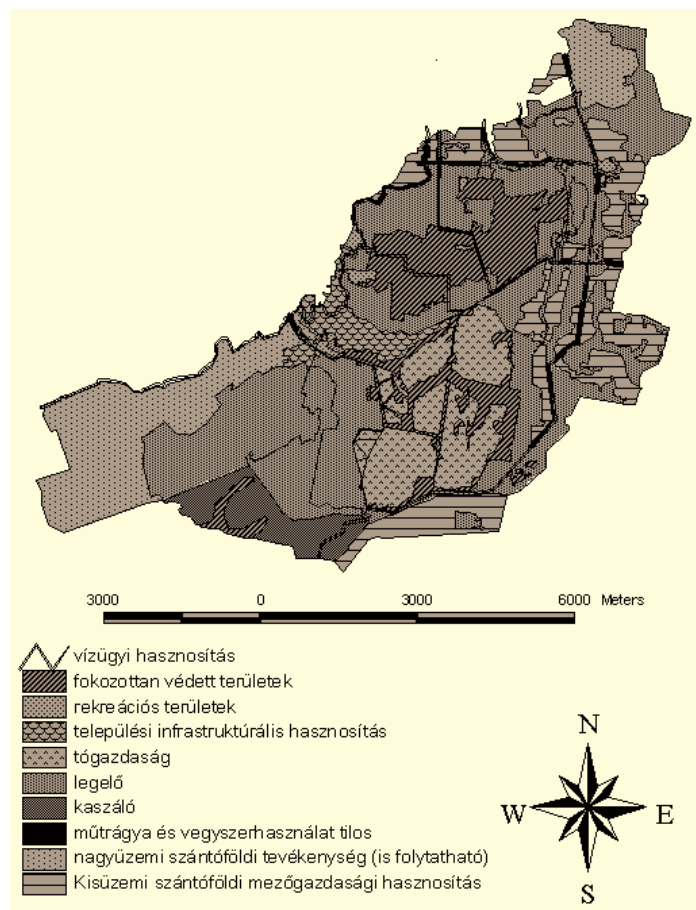 3000 0 3000 6000 Meters
vízügyi hasznosítás
fokozottan védett területek
rekreációs területek
települési infrastruktúrális hasznosítás
tógazdaság
legelő
kaszáló
műtrágya és vegyszerhasználat tilos
nagyüzemi szántóföldi tevékenység (is folytatható)
Kisüzemi szántóföldi mezőgazdasági hasznosítás
N
W E
S